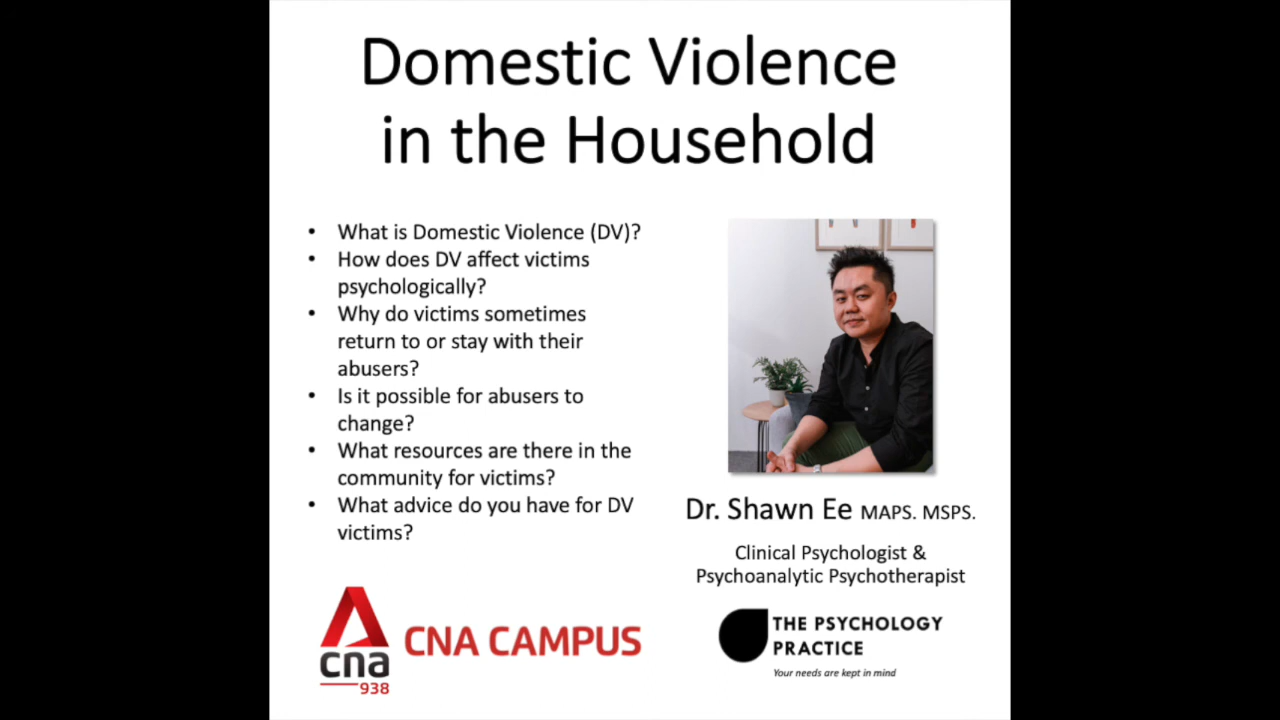 Domestic Violence
in the Household
• What is Domestic Violence (DV)?
• How does DV affect victims
psychologically?
• Why do victims sometimes
return to or stay with their
abusers?
• Is it possible for abusers to
change?
• What resources are there in the
community for victims?
• What advice do you have for DV
victims?
Dr. Shawn Ee MAPS. MSPS.
Clinical Psychologist &
Psychoanalytic Psychotherapist
cna
938
CNA CAMPUS
THE PSYCHOLOGY
PRACTICE
Your needs are kept in mind